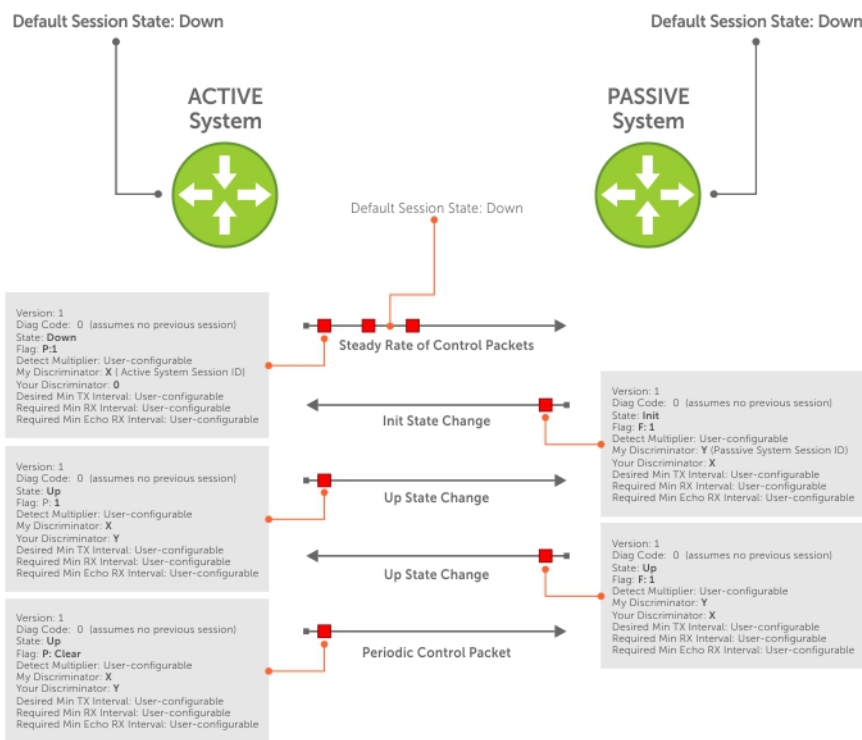 Default Session State: Down
Default Session State: Down
ACTIVE
System
PASSIVE
System
Default Session State: Down
Version: 1
Diag Code: 0 (assumes no previous session)
State: Down
Flag: P:1
Detect Multiplier: User-configurable
My Discriminator: X ( Active System Session ID)
Your Discriminator: 0
Desired Min TX Interval: User-configurable
Required Min RX Interval: User-configurable
Required Min Echo RX Interval: User-configurable
Steady Rate of Control Packets
Init State Change
Version: 1
Diag Code: 0 (assumes no previous session)
State: Init
Flag: F: 1
Detect Multiplier: User-configurable
My Discriminator: Y (Passsive System Session ID)
Your Discriminator: X
Desired Min TX Interval: User-configurable
Required Min RX Interval: User-configurable
Required Min Echo RX Interval: User-configurable
Version: 1
Diag Code: 0 (assumes no previous session)
State: Up
Flag: P: 1
Detect Multiplier: User-configurable
My Discriminator: X
Your Discriminator: Y
Desired Min TX Interval: User-configurable
Required Min RX Interval: User-configurable
Required Min Echo RX Interval: User-configurable
Up State Change
Up State Change
Version: 1
Diag Code: 0 (assumes no previous session)
State: Up
Flag: F: 1
Detect Multiplier: User-configurable
My Discriminator: Y
Your Discriminator: X
Desired Min TX Interval: User-configurable
Required Min RX Interval: User-configurable
Required Min Echo RX Interval: User-configurable
Version: 1
Diag Code: 0 (assumes no previous session)
State: Up
Flag: P: Clear
Detect Multiplier: User-configurable
My Discriminator: X
Your Discriminator: Y
Desired Min TX Interval: User-configurable
Required Min RX Interval: User-configurable
Required Min Echo RX Interval: User-configurable
Periodic Control Packet